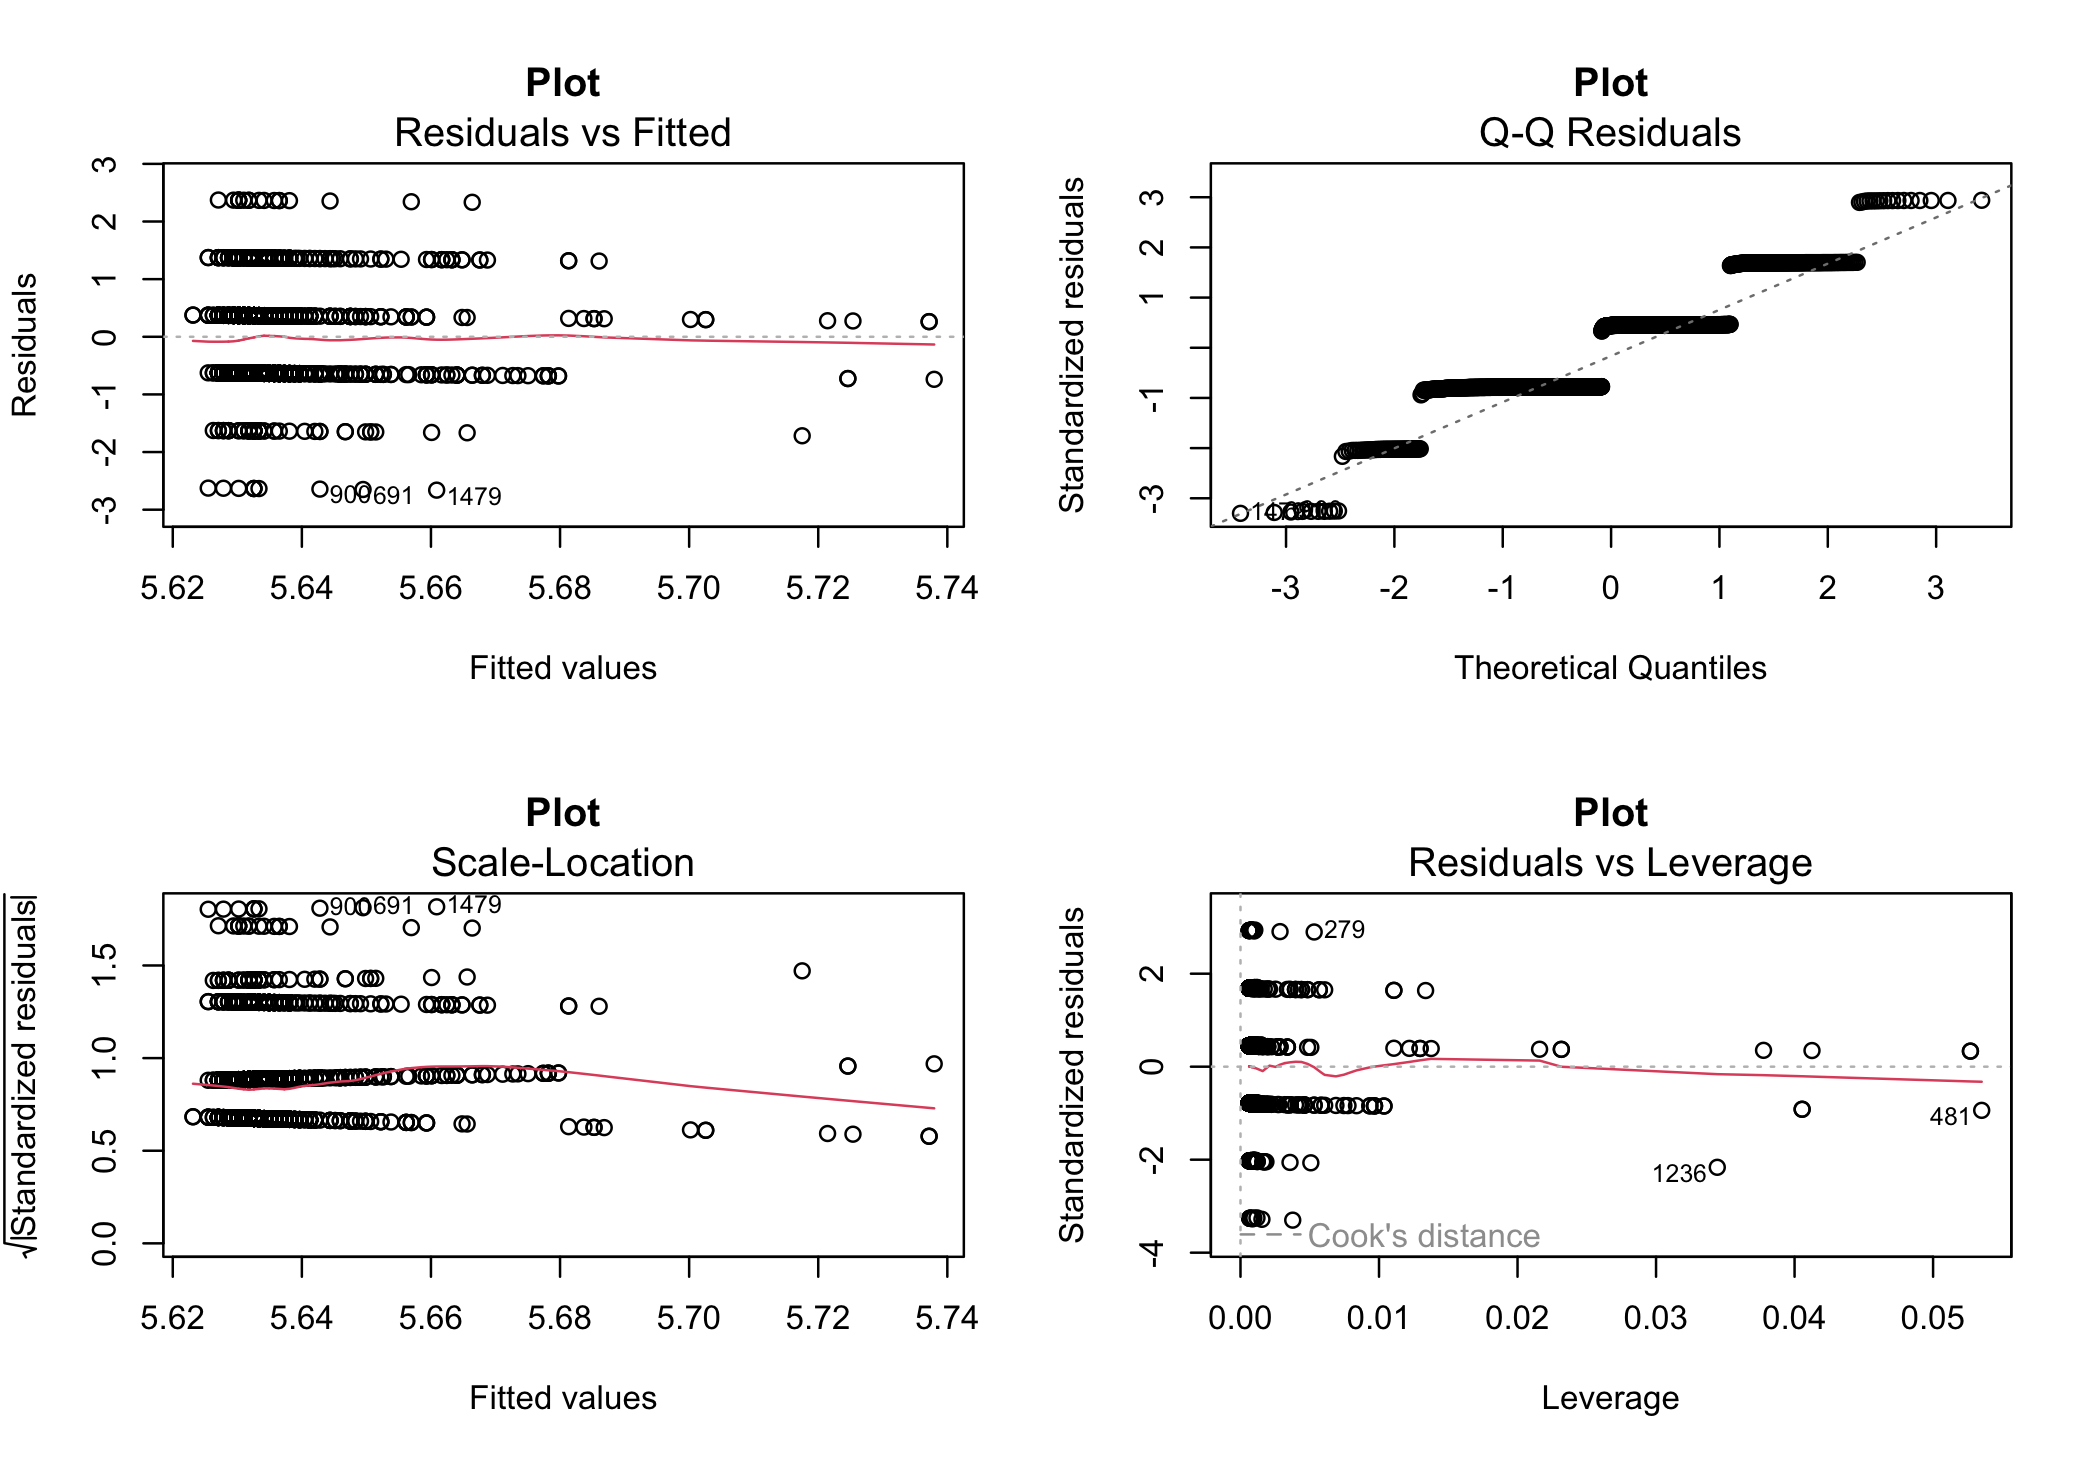 Plot
Residuals vs Fitted
Residuals
3
2
1
0
-1
-2
-3
900
691
1479
5.62 5.64 5.66 5.68 5.70 5.72 5.74
Fitted values
Plot
Q-Q Residuals
Standardized residuals
3
2
1
-1
-3
-3 -2 -1 0 1 2 3
Theoretical Quantiles
Plot
Scale-Location
√|Standardized residuals|
1.5
1.0
0.5
0.0
900
691
1479
5.62 5.64 5.66 5.68 5.70 5.72 5.74
Fitted values
Plot
Residuals vs Leverage
Standardized residuals
2
0
-2
-4
279
481
1236
Cook's distance
0.00 0.01 0.02 0.03 0.04 0.05
Leverage